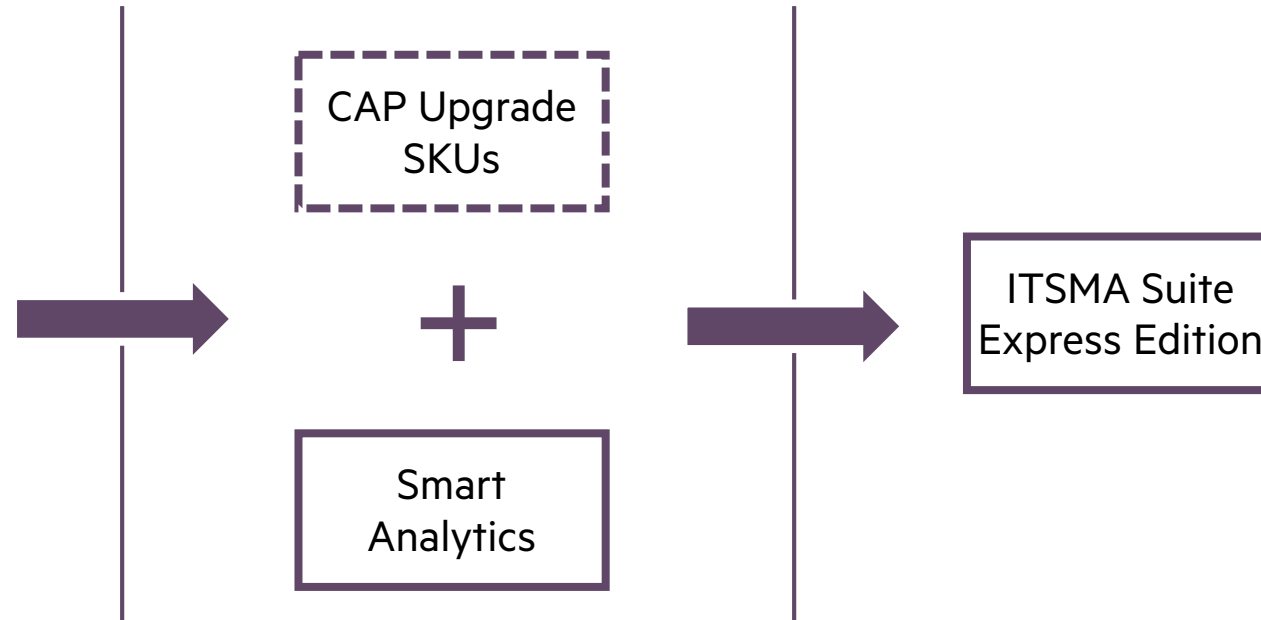 CAP Upgrade
SKUs
ITSMA Suite
Express Edition
Smart
Analytics